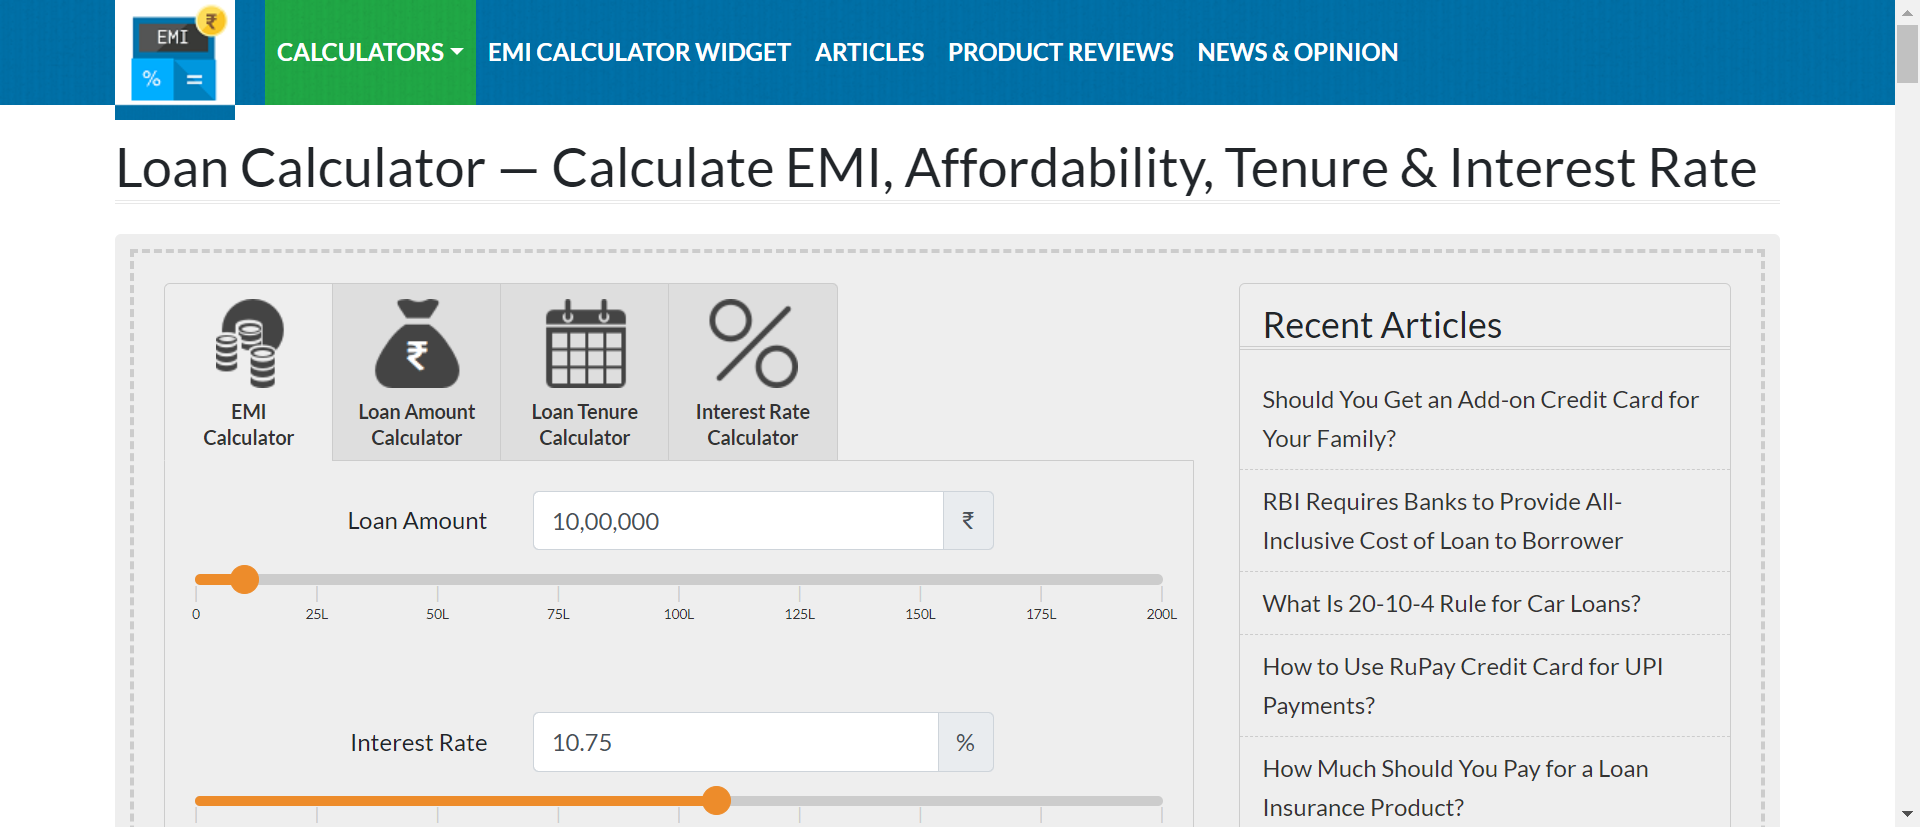 EMI
₹
%
=
CALCULATORS
EMI CALCULATOR WIDGET
ARTICLES
PRODUCT REVIEWS
NEWS & OPINION
Loan Calculator — Calculate EMI, Affordability, Tenure & Interest Rate
EMI
Calculator
₹
Loan Amount
Calculator
Loan Tenure
Calculator
Interest Rate
Calculator
Loan Amount
10,00,000
₹
0 25L 50L 75L 100L 125L 150L 175L 200L
Interest Rate
10.75
%
Recent Articles
Should You Get an Add-on Credit Card for
Your Family?
RBI Requires Banks to Provide All-
Inclusive Cost of Loan to Borrower
What Is 20-10-4 Rule for Car Loans?
How to Use RuPay Credit Card for UPI
Payments?
How Much Should You Pay for a Loan
Insurance Product?